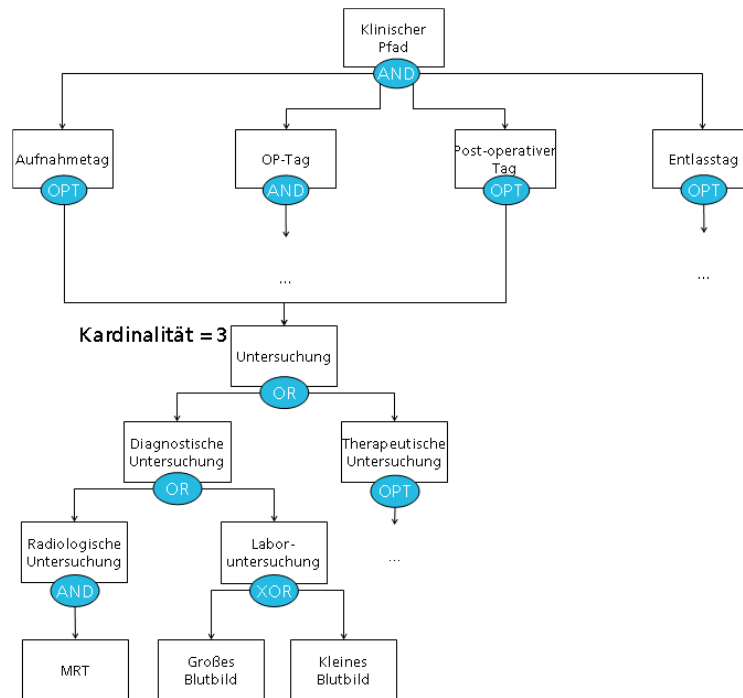 Klinischer
Pfad
AND
Aufnahmetag
OPT
OP-Tag
AND
Post-operativer
Tag
OPT
Entlasstag
OPT
...
...
Kardinalität = 3
Untersuchung
OR
Diagnostische
Untersuchung
OR
Therapeutische
Untersuchung
OPT
...
Radiologische
Untersuchung
AND
Labor-
untersuchung
XOR
MRT
Großes
Blutbild
Kleines
Blutbild